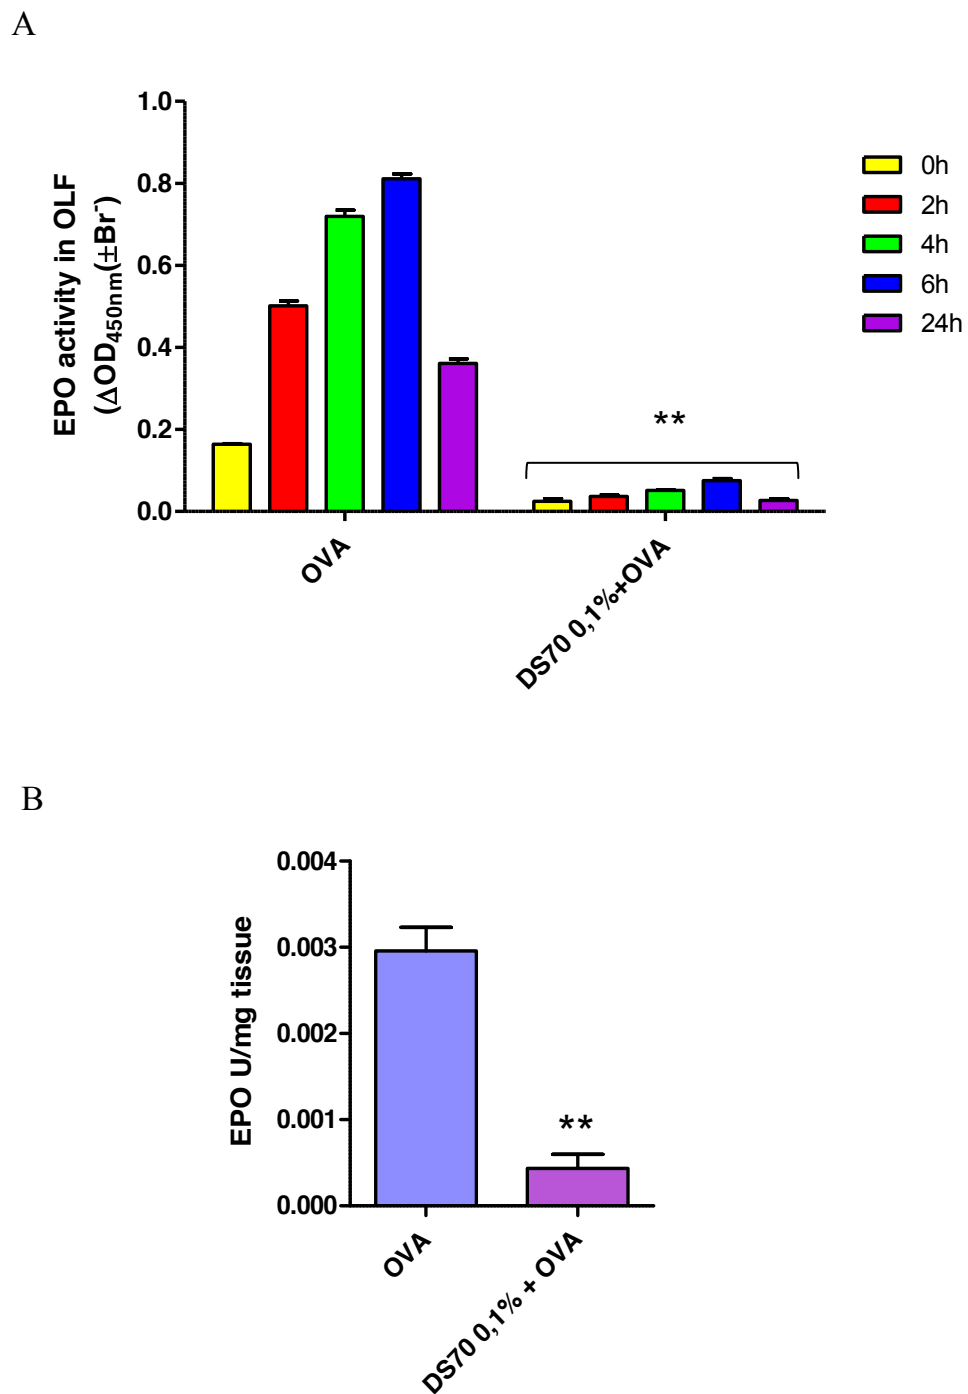 A
1.0
0.8
0.6
0.4
0.2
0.0
EPO activity in OLF
(ΔOD450nm(±Br-)
0h
2h
4h
6h
24h
**
OVA
DS70 0,1%+OVA
B
0.004
0.003
0.002
0.001
0.000
EPO U/mg tissue
**
OVA
DS70 0,1% + OVA